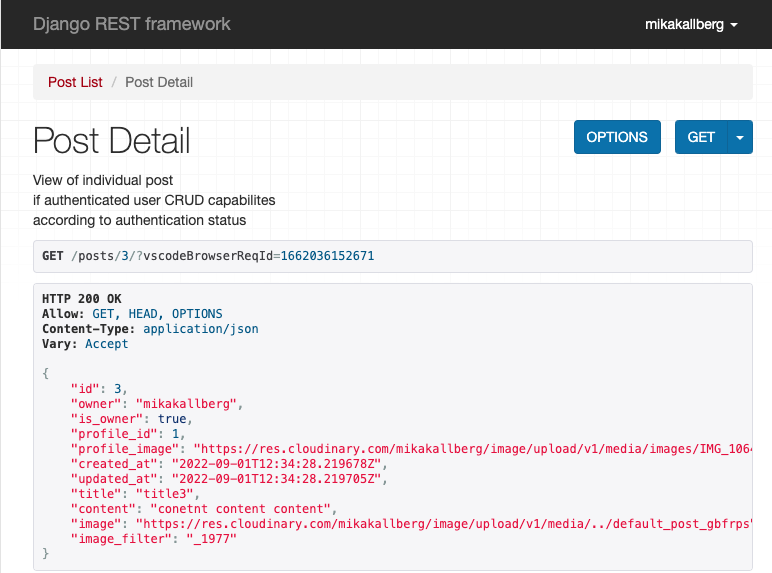 Django REST framework
mikakallberg
Post List / Post Detail
Post Detail
OPTIONS
GET
View of individual post
if authenticated user CRUD capabilites
according to authentication status
GET /posts/3/?vscodeBrowserReqId=1662036152671
HTTP 200 OK
Allow: GET, HEAD, OPTIONS
Content-Type: application/json
Vary: Accept
{
"id": 3,
"owner": "mikakallberg",
"is_owner": true,
"profile_id": 1,
"profile_image": "https://res.cloudinary.com/mikakallberg/image/upload/v1/media/images/IMG_1064
"created_at": "2022-09-01T12:34:28.219678Z",
"updated_at": "2022-09-01T12:34:28.219705Z",
"title": "title3",
"content": "conetnt content content",
"image": "https://res.cloudinary.com/mikakallberg/image/upload/v1/media/../default_post_gbfrps"
"image_filter": "_1977"
}